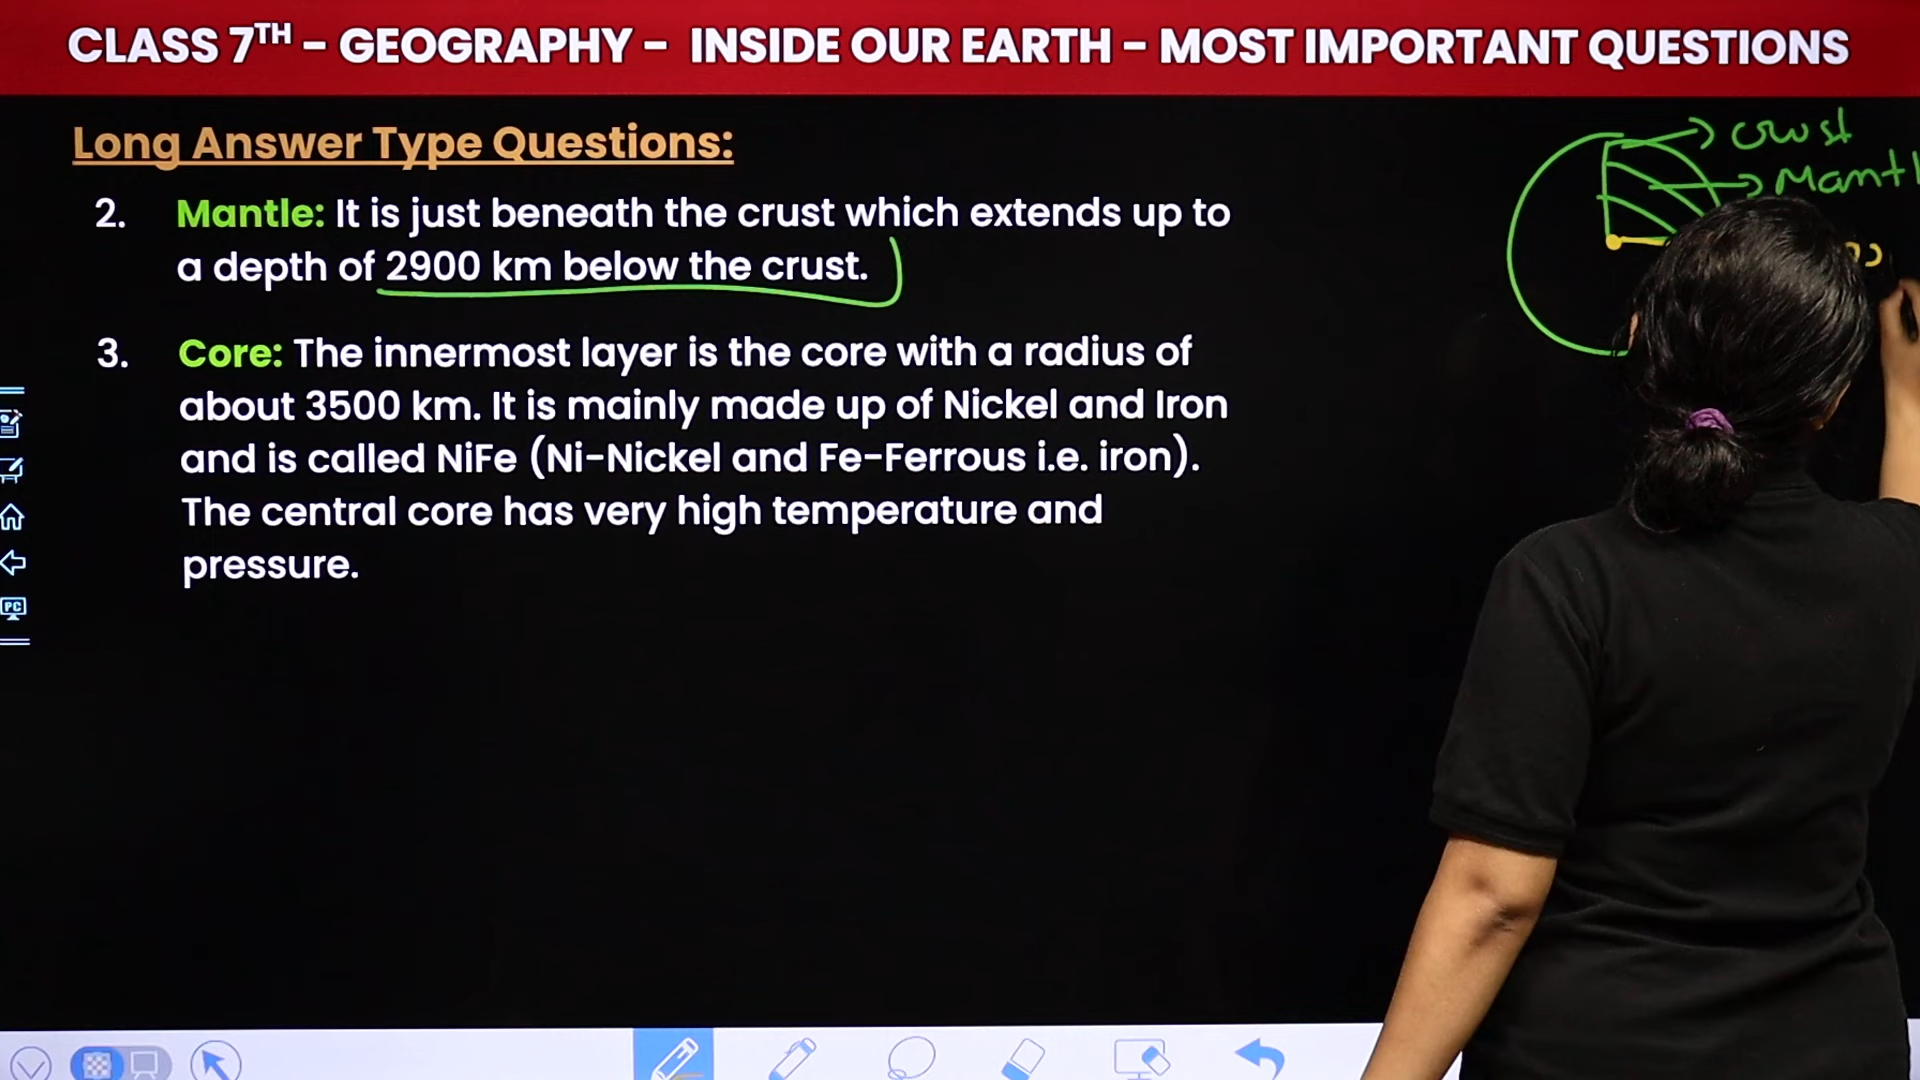 CLASS 7TH – GEOGRAPHY – INSIDE OUR EARTH – MOST IMPORTANT QUESTIONS
Long Answer Type Questions:
2. Mantle: It is just beneath the crust which extends up to
a depth of 2900 km below the crust.
3. Core: The innermost layer is the core with a radius of
about 3500 km. It is mainly made up of Nickel and Iron
and is called NiFe (Ni-Nickel and Fe-Ferrous i.e. iron).
The central core has very high temperature and
pressure.
Crust
Mantl
PC